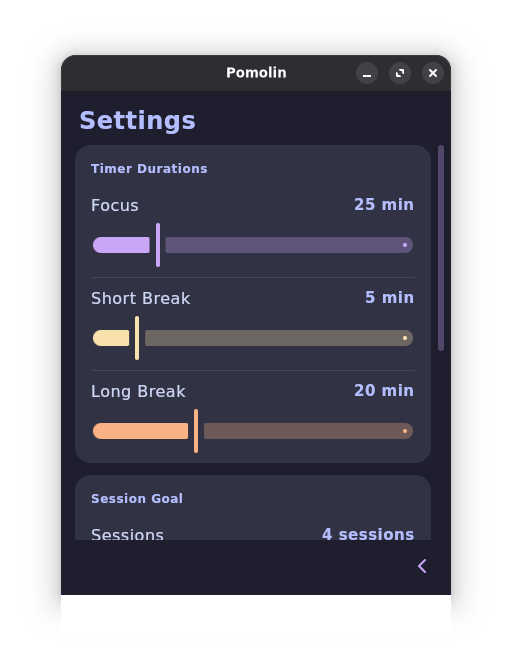 Pomolin
Settings
Timer Durations
Focus 25 min
Short Break 5 min
Long Break 20 min
Session Goal
Sessions 4 sessions